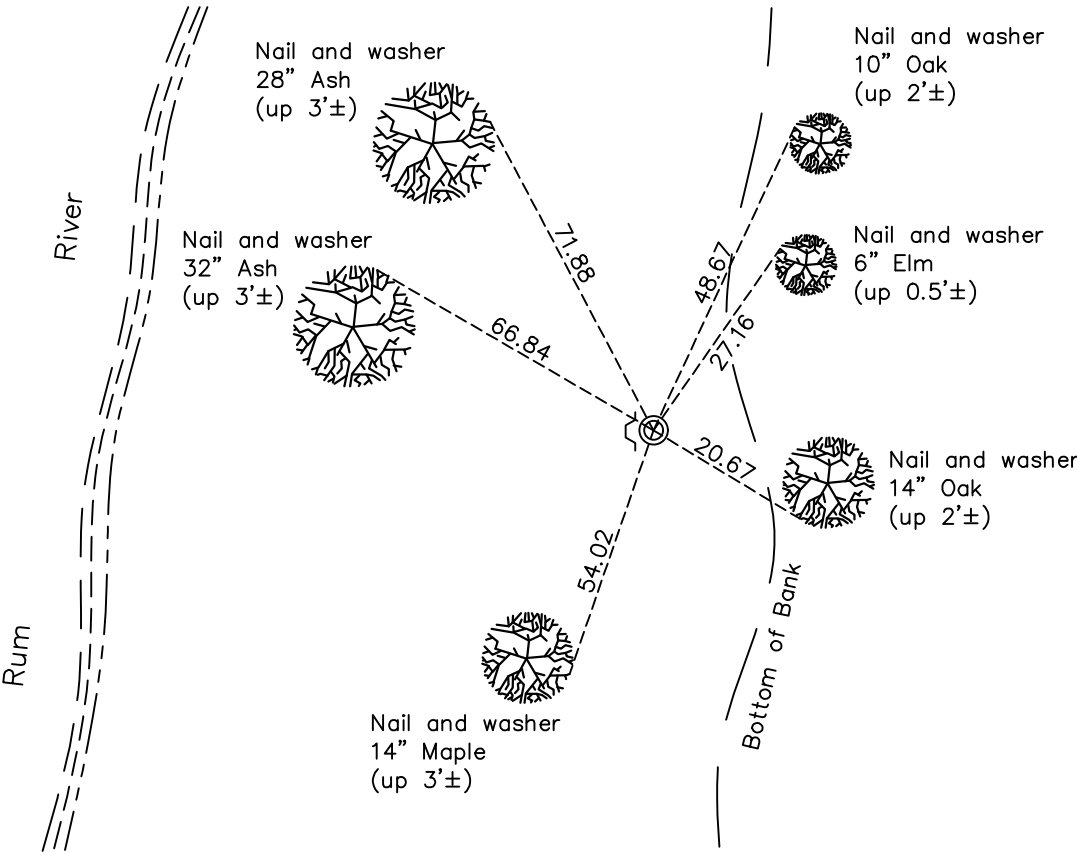 Nail and washer
28” Ash
(up 3’±)
Nail and washer
10” Oak
(up 2’±)
River
Nail and washer
32” Ash
(up 3’±)
71.88
48.67
Nail and washer
6” Elm
(up 0.5’±)
66.84
27.16
20.67
Nail and washer
14” Oak
(up 2’±)
54.02
Rum
Bottom of Bank
Nail and washer
14” Maple
(up 3’±)